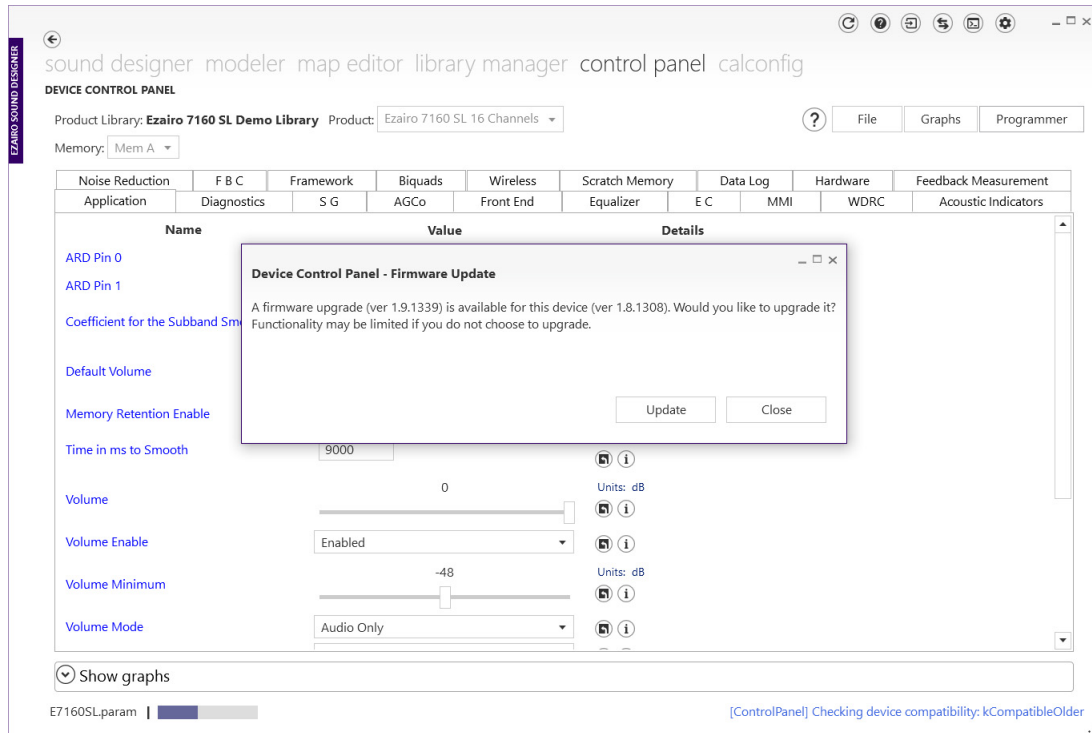 EZAIRO SOUND DESIGNER
sound designer modeler map editor library manager control panel calconfig
DEVICE CONTROL PANEL
Product Library: Ezairo 7160 SL Demo Library Product: Ezairo 7160 SL 16 Channels
? File Graphs Programmer
Memory: Mem A
Noise Reduction F B C Framework Biquads Wireless Scratch Memory Data Log Hardware Feedback Measurement
Application Diagnostics S G AGCo Front End Equalizer E C MMI WDRC Acoustic Indicators
Name Value Details
ARD Pin 0
ARD Pin 1
Coefficient for the Subband
Default Volume
Memory Retention Enable
Device Control Panel - Firmware Update
A firmware upgrade (ver 1.9.1339) is available for this device (ver 1.8.1308). Would you like to upgrade it?
Functionality may be limited if you do not choose to upgrade.
Update Close
Time in ms to Smooth 9000
0 Units: dB
Volume
Volume Enable Enabled
-48 Units: dB
Volume Minimum
Volume Mode Audio Only
Show graphs
E7160SL.param | [ControlPanel] Checking device compatibility: kCompatibleOlder